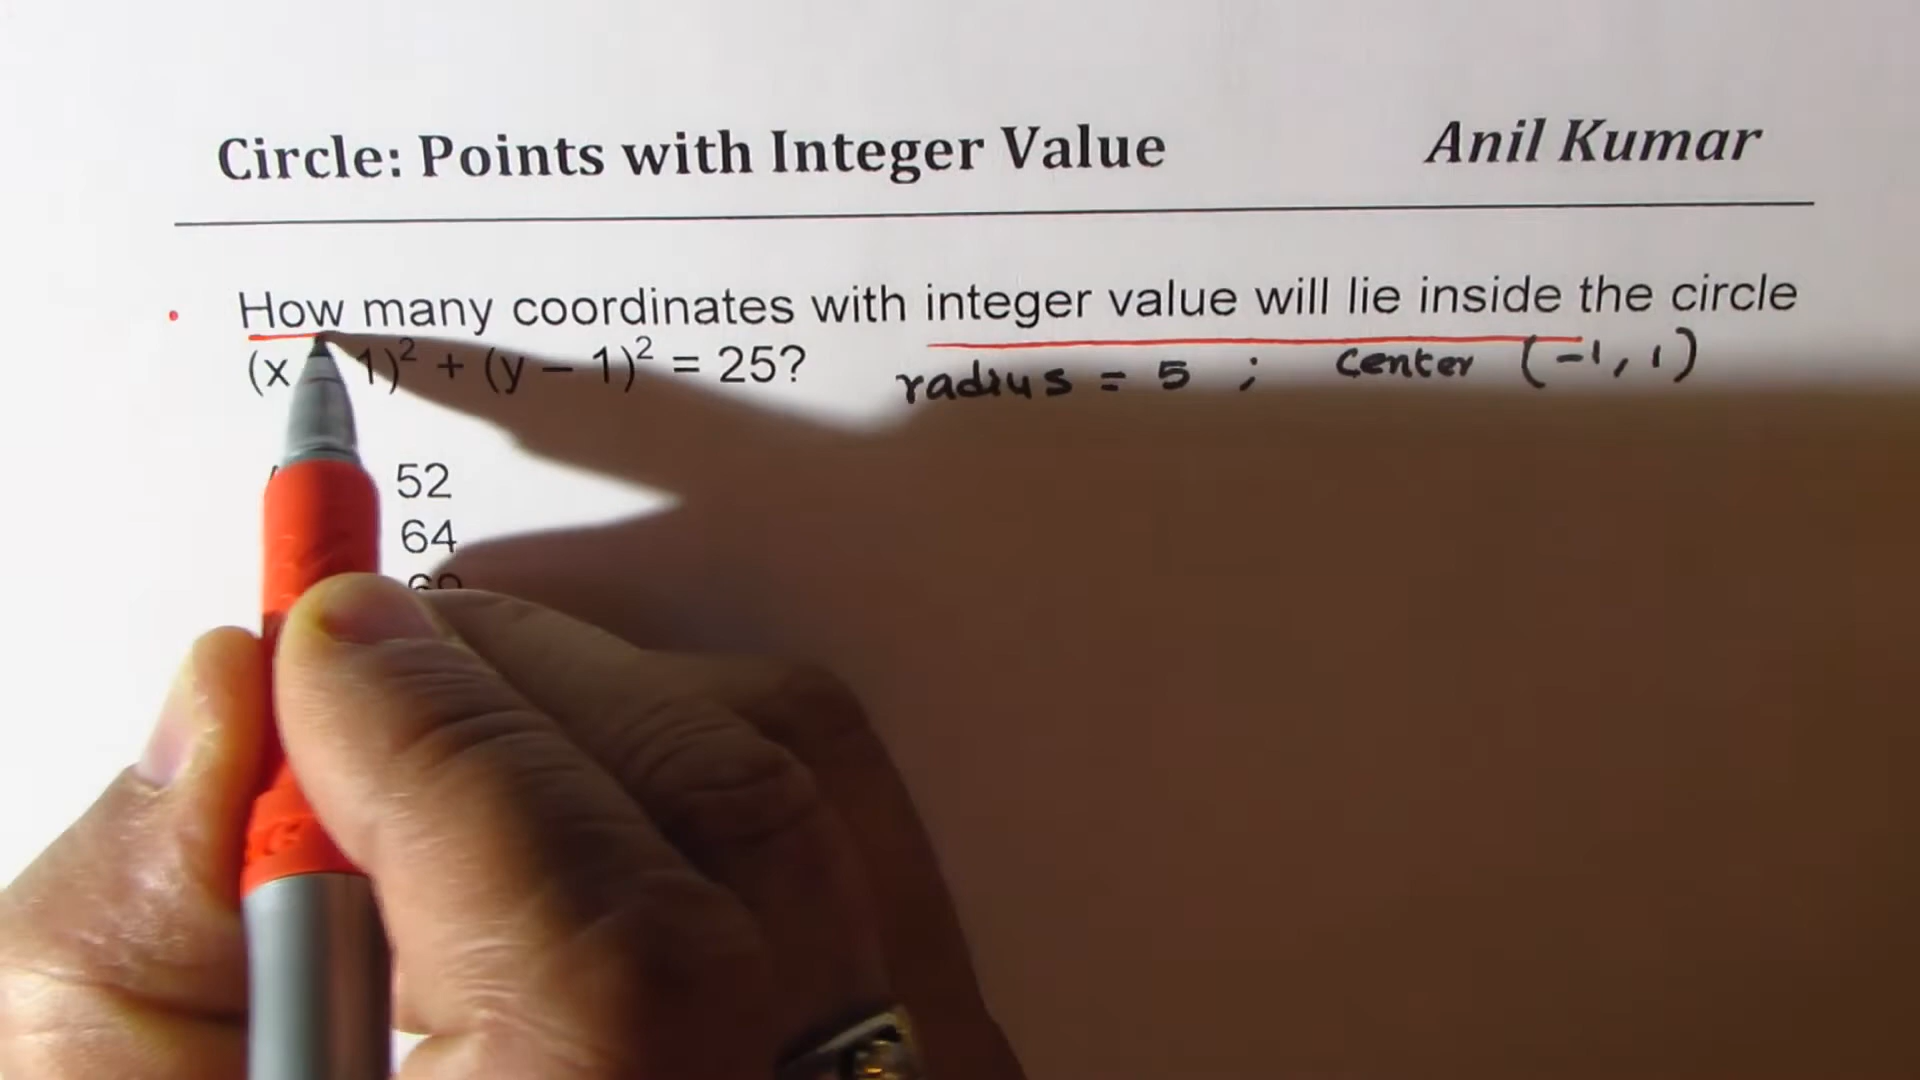 Circle: Points with Integer Value Anil Kumar
How many coordinates with integer value will lie inside the circle
(x 1)² + (y – 1)² = 25? radius = 5 ; Center (-1, 1)
52
64